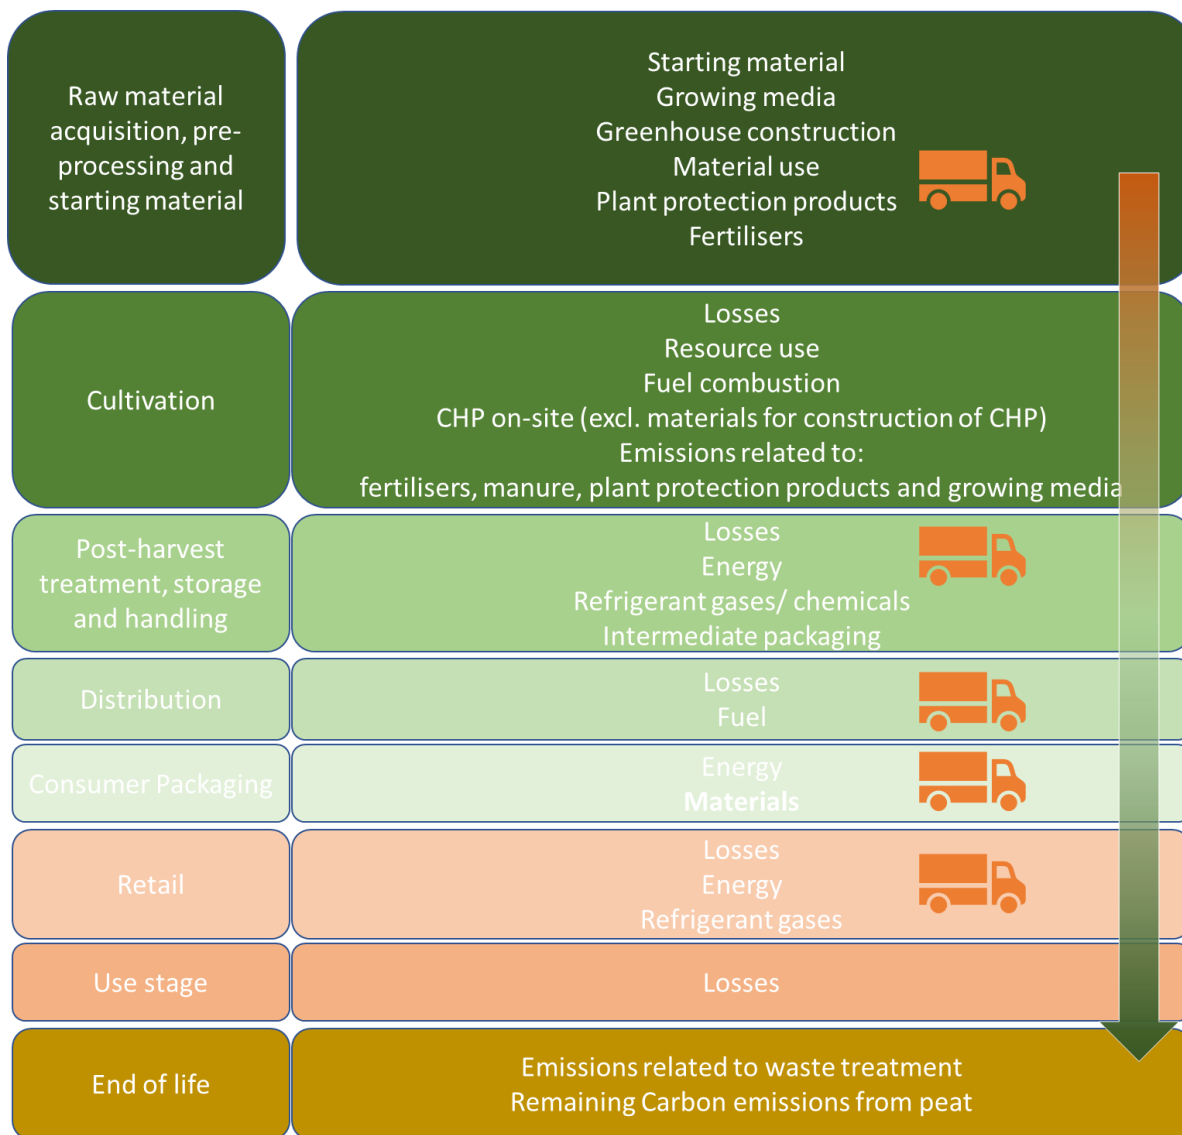 Raw material
acquisition, pre-
processing and
starting material
Starting material
Growing media
Greenhouse construction
Material use
Plant protection products
Fertilisers
Cultivation
Losses
Resource use
Fuel combustion
CHP on-site (excl. materials for construction of CHP)
Emissions related to:
fertilisers, manure, plant protection products and growing media
Post-harvest
treatment, storage
and handling
Losses
Energy
Refrigerant gases/ chemicals
Intermediate packaging
Distribution
Losses
Fuel
Consumer Packaging
Energy
Materials
Retail
Losses
Energy
Refrigerant gases
Use stage
Losses
End of life
Emissions related to waste treatment
Remaining Carbon emissions from peat